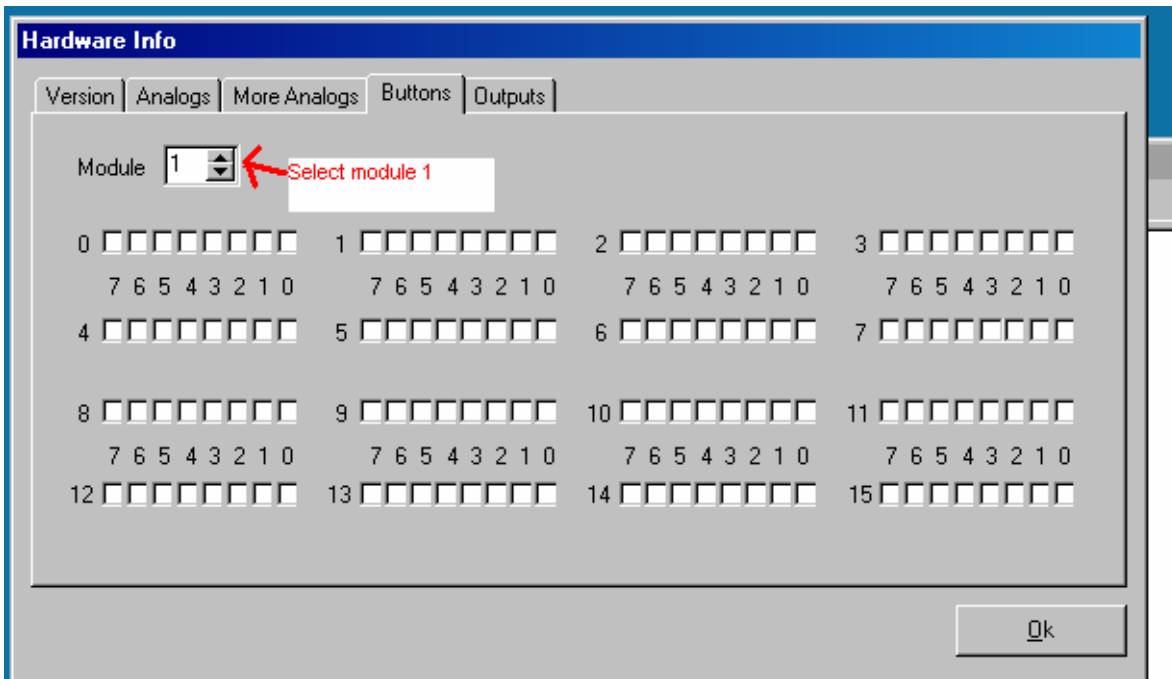 Hardware Info
Version Analogs More Analogs Buttons Outputs
Module 1 Select module 1
0 1 2 3
7 6 5 4 3 2 1 0 7 6 5 4 3 2 1 0 7 6 5 4 3 2 1 0 7 6 5 4 3 2 1 0
4 5 6 7
8 9 10 11
7 6 5 4 3 2 1 0 7 6 5 4 3 2 1 0 7 6 5 4 3 2 1 0 7 6 5 4 3 2 1 0
12 13 14 15
Ok